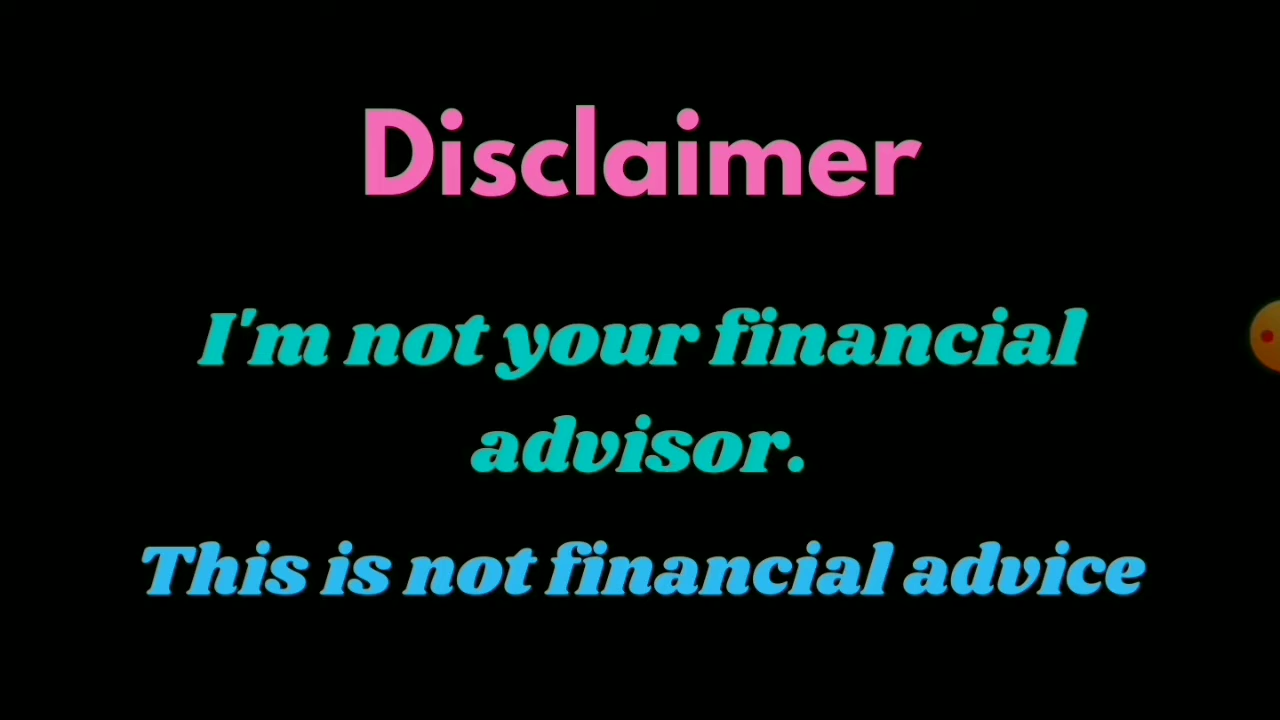 Disclaimer
I'm not your financial
advisor.
This is not financial advice